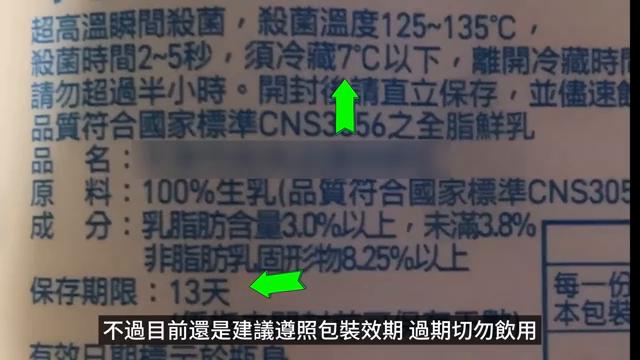 超高溫瞬間殺菌，殺菌溫度125~135℃，
殺菌時間2~5秒，須冷藏7℃以下，離開冷藏時間
請勿超過半小時。開封後請直立保存，並儘速飲
品質符合國家標準CNS3056之全脂鮮乳
品　名：
原　料：100%生乳(品質符合國家標準CNS305
成　分：乳脂肪含量3.0%以上，未滿3.8%
非脂肪乳固形物8.25%以上
保存期限：13天
每一份
本包裝
不過目前還是建議遵照包裝效期 過期切勿飲用